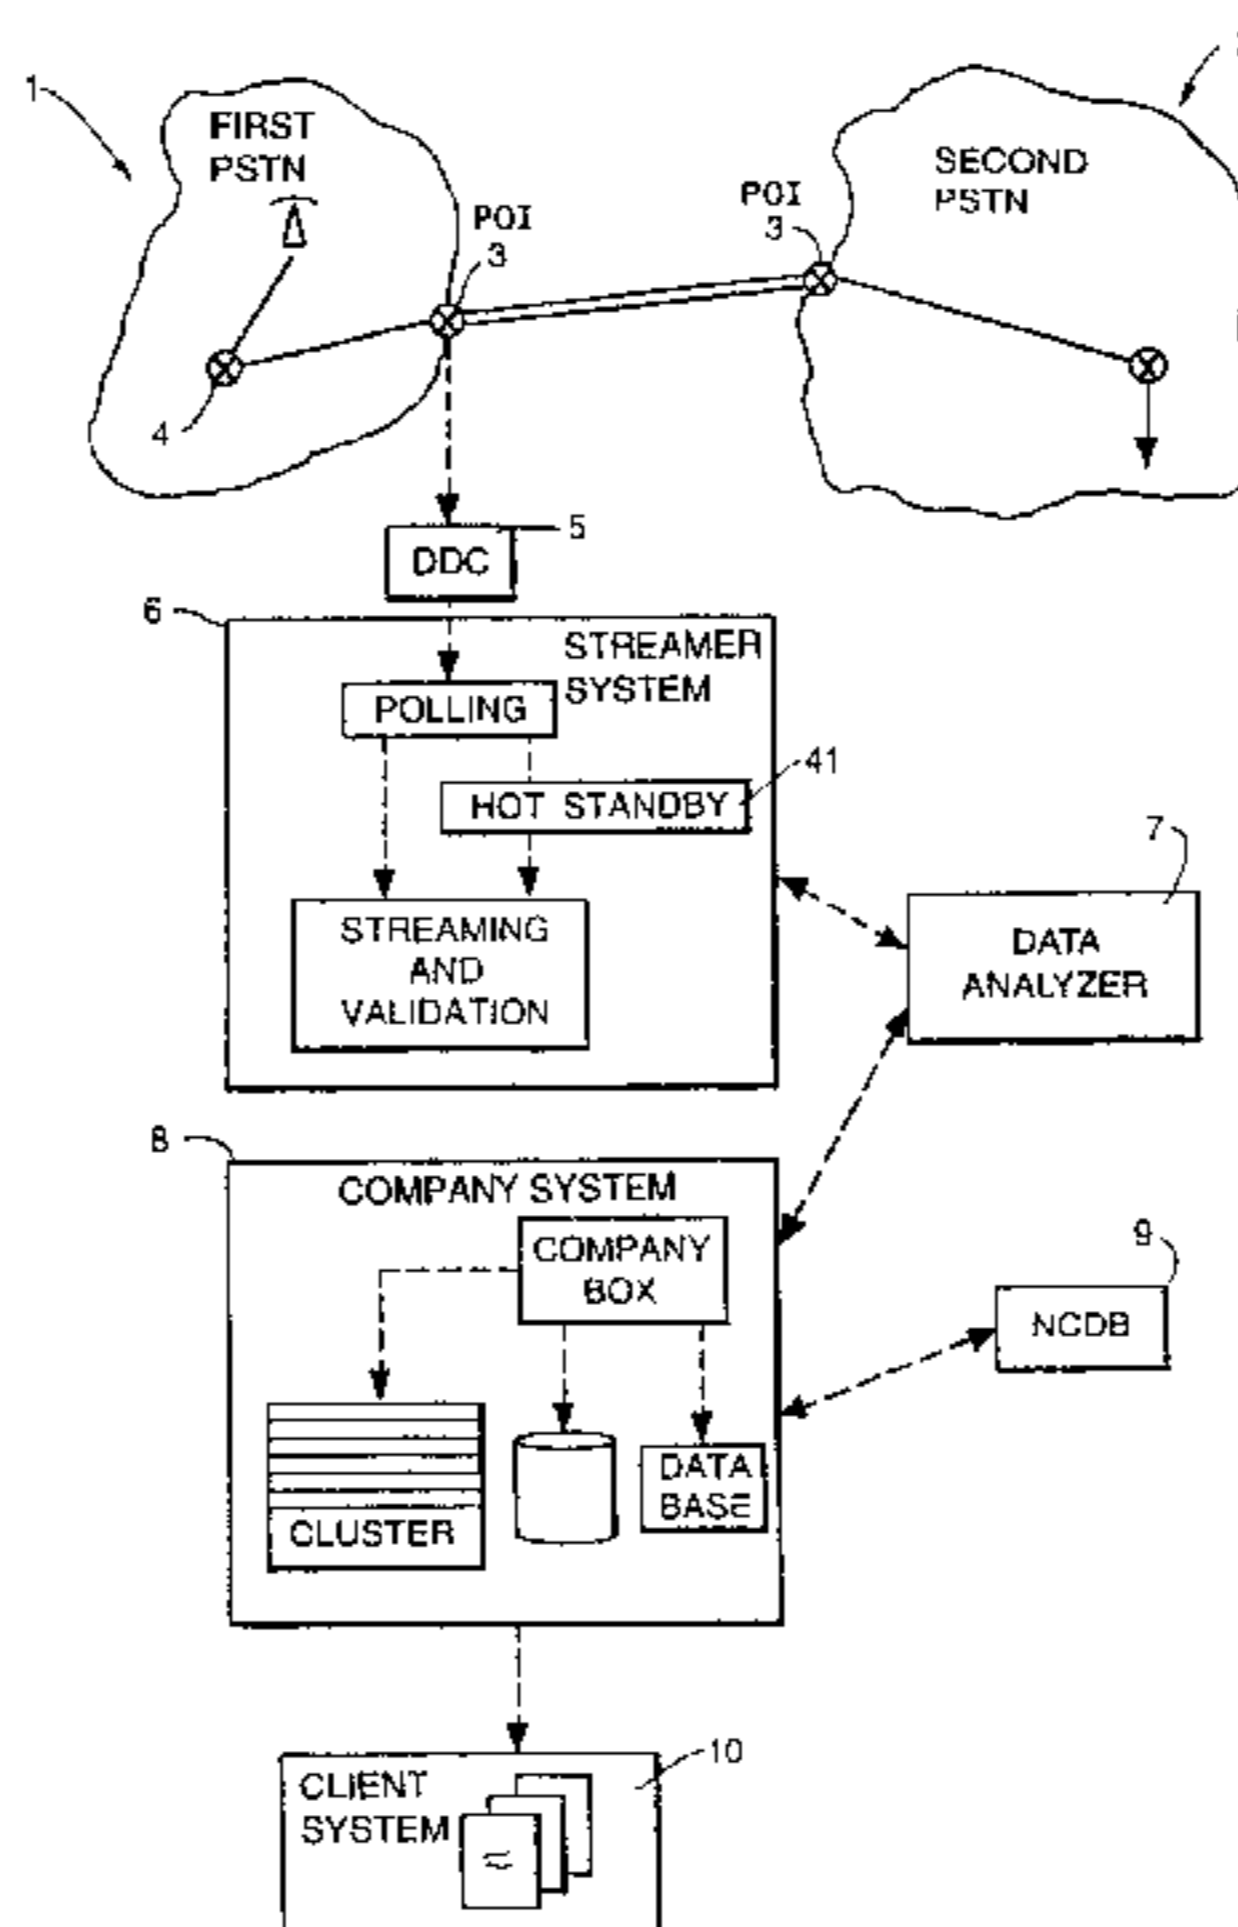 1
FIRST
PSTN
SECOND
PSTN
POI
3
POI
3
4
5
DDC
6
STREAMER
SYSTEM
POLLING
41
HOT STANDBY
7
STREAMING
AND
VALIDATION
DATA
ANALYZER
8
COMPANY SYSTEM
COMPANY
BOX
9
NCDB
DATA
BASE
CLUSTER
10
CLIENT
SYSTEM